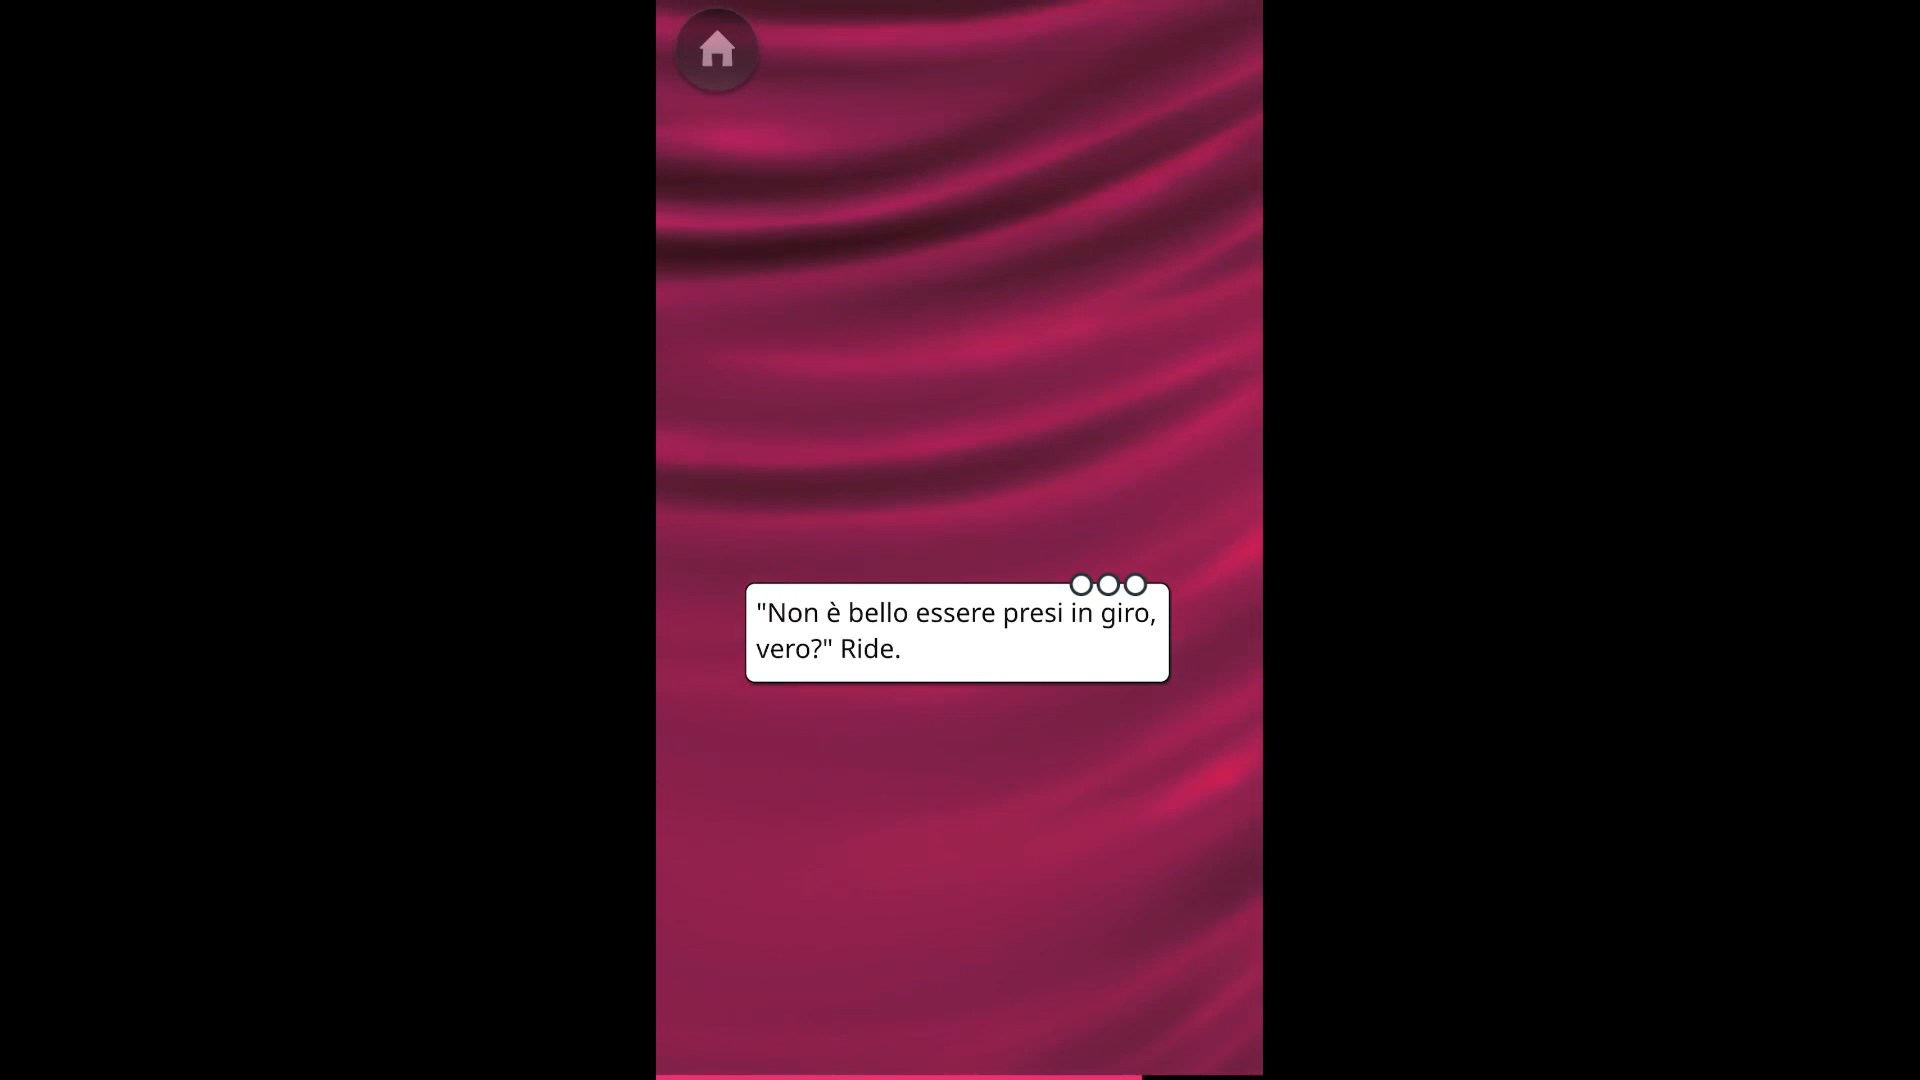 "Non è bello essere presi in giro,
vero?" Ride.